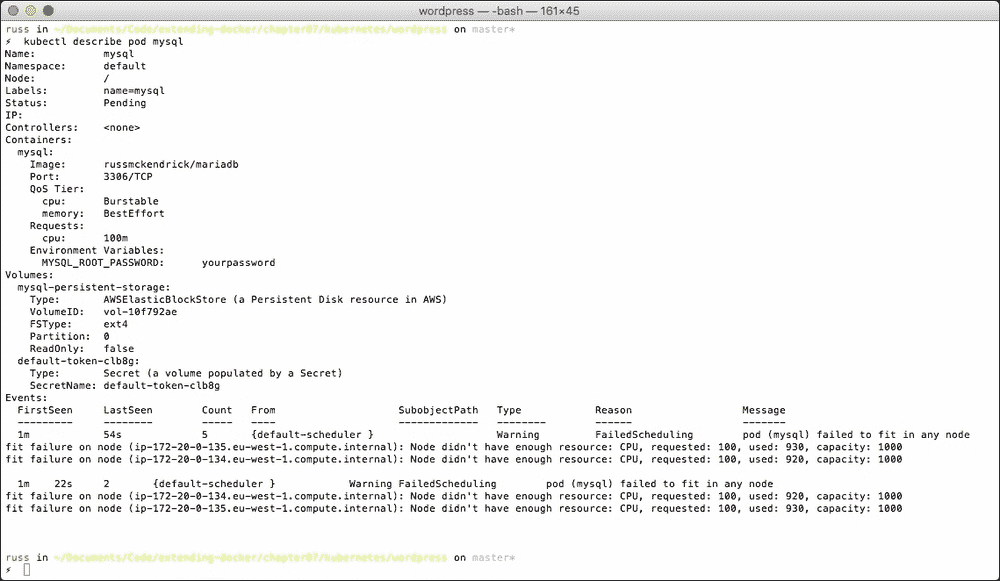 wordpress — -bash — 161×45
russ in ~/Documents/Code/extending-docker/chapter07/kubernetes/wordpress on master*
⚡ kubectl describe pod mysql
Name: mysql
Namespace: default
Node: /
Labels: name=mysql
Status: Pending
IP:
Controllers: <none>
Containers:
mysql:
Image: russmckendrick/mariadb
Port: 3306/TCP
QoS Tier:
cpu: Burstable
memory: BestEffort
Requests:
cpu: 100m
Environment Variables:
MYSQL_ROOT_PASSWORD: yourpassword
Volumes:
mysql-persistent-storage:
Type: AWSElasticBlockStore (a Persistent Disk resource in AWS)
VolumeID: vol-10f792ae
FSType: ext4
Partition: 0
ReadOnly: false
default-token-clb8g:
Type: Secret (a volume populated by a Secret)
SecretName: default-token-clb8g
Events:
FirstSeen LastSeen Count From SubobjectPath Type Reason Message
--------- -------- ----- ---- ------------- -------- ------ -------
1m 54s 5 {default-scheduler } Warning FailedScheduling pod (mysql) failed to fit in any node
fit failure on node (ip-172-20-0-135.eu-west-1.compute.internal): Node didn't have enough resource: CPU, requested: 100, used: 930, capacity: 1000
fit failure on node (ip-172-20-0-134.eu-west-1.compute.internal): Node didn't have enough resource: CPU, requested: 100, used: 920, capacity: 1000
1m 22s 2 {default-scheduler } Warning FailedScheduling pod (mysql) failed to fit in any node
fit failure on node (ip-172-20-0-134.eu-west-1.compute.internal): Node didn't have enough resource: CPU, requested: 100, used: 920, capacity: 1000
fit failure on node (ip-172-20-0-135.eu-west-1.compute.internal): Node didn't have enough resource: CPU, requested: 100, used: 930, capacity: 1000
russ in ~/Documents/Code/extending-docker/chapter07/kubernetes/wordpress on master*
⚡